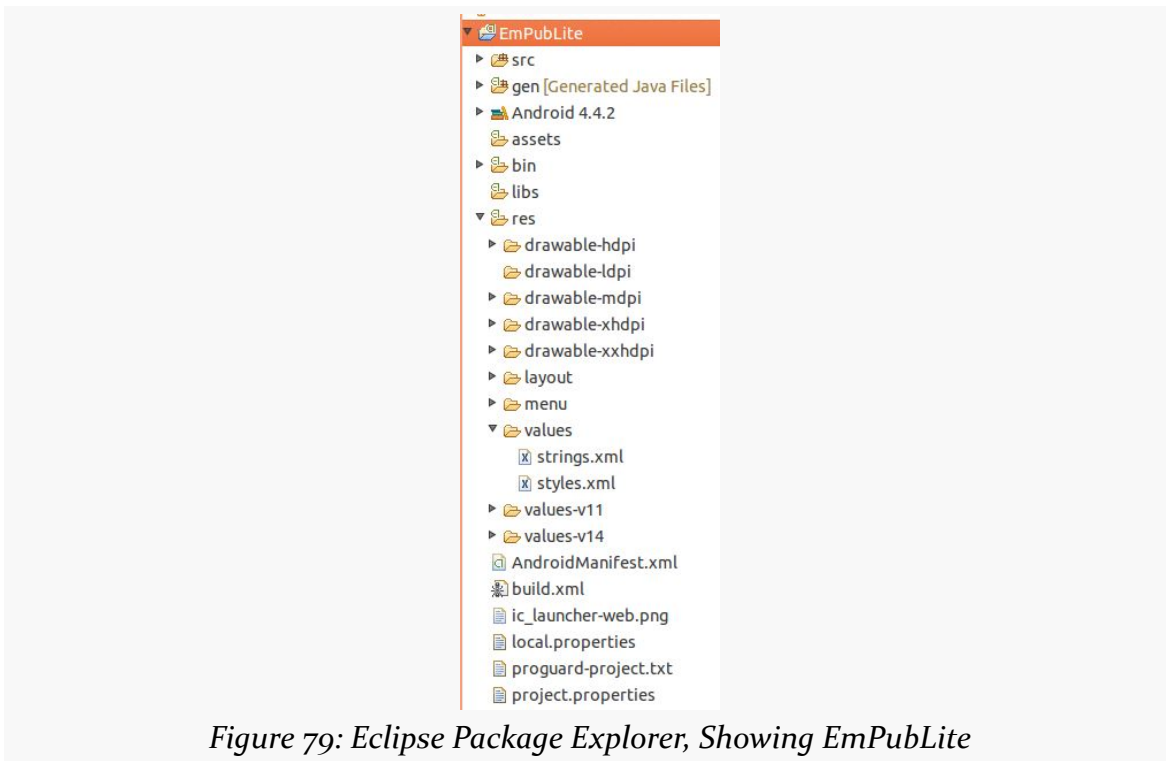 EmPubLite
src
gen [Generated Java Files]
Android 4.4.2
assets
bin
libs
res
drawable-hdpi
drawable-ldpi
drawable-mdpi
drawable-xhdpi
drawable-xxhdpi
layout
menu
values
strings.xml
styles.xml
values-v11
values-v14
AndroidManifest.xml
build.xml
ic_launcher-web.png
local.properties
proguard-project.txt
project.properties
Figure 79: Eclipse Package Explorer, Showing EmPubLite